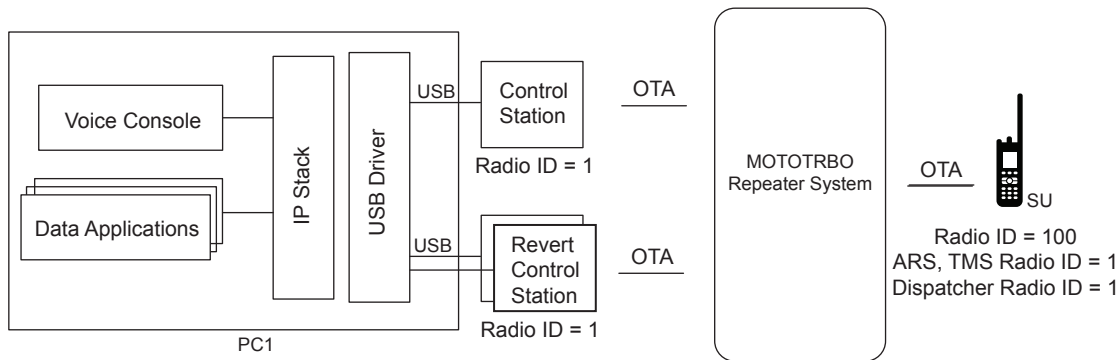 Voice Console
Data Applications
IP Stack
USB Driver
PC1
USB
Control
Station
Radio ID = 1
OTA
USB
Revert
Control
Station
Radio ID = 1
OTA
MOTOTRBO
Repeater System
OTA
SU
Radio ID = 100
ARS, TMS Radio ID = 1
Dispatcher Radio ID = 1